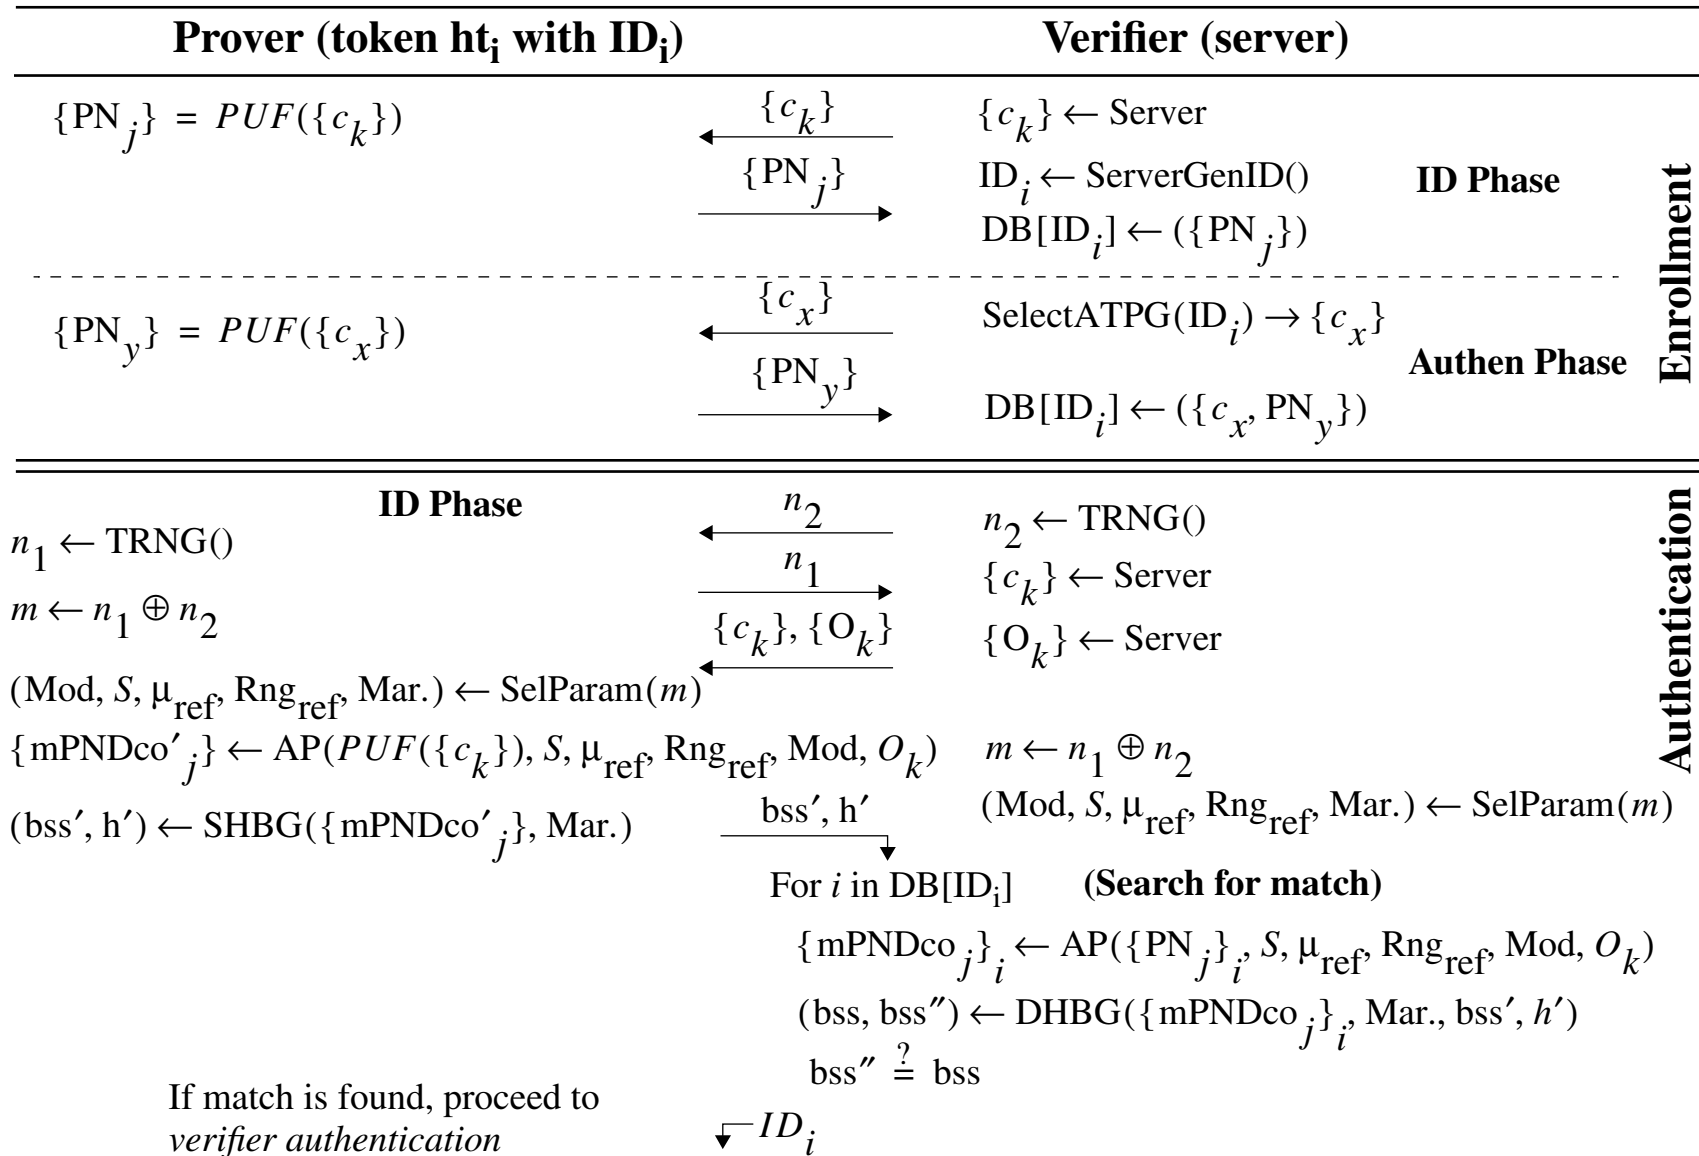 Prover (token ht_i with ID_i) Verifier (server)
{PN_j} = PUF({c_k}) {c_k} {c_k} ← Server
{PN_j} ID_i ← ServerGenID() ID Phase
DB[ID_i] ← ({PN_j})
Enrollment
{PN_y} = PUF({c_x}) {c_x} SelectATPG(ID_i) → {c_x}
{PN_y} Authen Phase
DB[ID_i] ← ({c_x, PN_y})
ID Phase n_2 n_2 ← TRNG()
n_1 ← TRNG() n_1 {c_k} ← Server
m ← n_1 ⊕ n_2 {c_k}, {O_k} {O_k} ← Server
Authentication
(Mod, S, μ_ref, Rng_ref, Mar.) ← SelParam(m)
{mPNDco′_j} ← AP(PUF({c_k}), S, μ_ref, Rng_ref, Mod, O_k) m ← n_1 ⊕ n_2
(bss′, h′) ← SHBG({mPNDco′_j}, Mar.) bss′, h′ (Mod, S, μ_ref, Rng_ref, Mar.) ← SelParam(m)
For i in DB[ID_i] (Search for match)
{mPNDco_j}_i ← AP({PN_j}_i, S, μ_ref, Rng_ref, Mod, O_k)
(bss, bss″) ← DHBG({mPNDco_j}_i, Mar., bss′, h′)
bss″ ≟ bss
If match is found, proceed to
verifier authentication ID_i